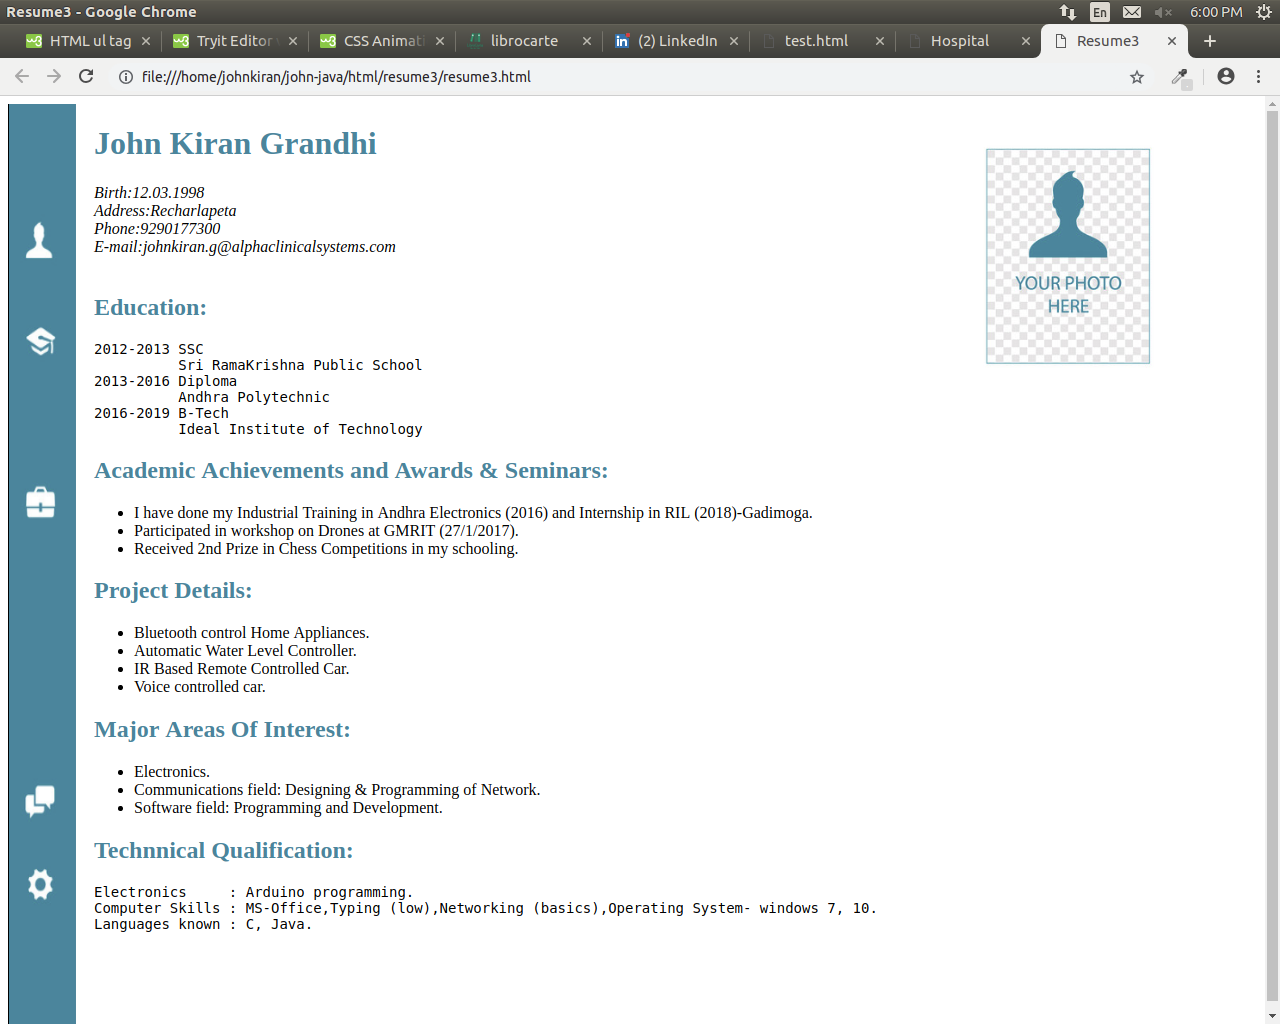 Resume3 - Google Chrome
En
6:00 PM
HTML ul tag
Tryit Editor
CSS Animat
librocarte
(2) LinkedIn
test.html
Hospital
Resume3
file:///home/johnkiran/john-java/html/resume3/resume3.html
John Kiran Grandhi
Birth:12.03.1998
Address:Recharlapeta
Phone:9290177300
E-mail:johnkiran.g@alphaclinicalsystems.com
YOUR PHOTO
HERE
Education:
2012-2013 SSC
Sri RamaKrishna Public School
2013-2016 Diploma
Andhra Polytechnic
2016-2019 B-Tech
Ideal Institute of Technology
Academic Achievements and Awards & Seminars:
• I have done my Industrial Training in Andhra Electronics (2016) and Internship in RIL (2018)-Gadimoga.
• Participated in workshop on Drones at GMRIT (27/1/2017).
• Received 2nd Prize in Chess Competitions in my schooling.
Project Details:
• Bluetooth control Home Appliances.
• Automatic Water Level Controller.
• IR Based Remote Controlled Car.
• Voice controlled car.
Major Areas Of Interest:
• Electronics.
• Communications field: Designing & Programming of Network.
• Software field: Programming and Development.
Technnical Qualification:
Electronics     : Arduino programming.
Computer Skills : MS-Office,Typing (low),Networking (basics),Operating System- windows 7, 10.
Languages known : C, Java.